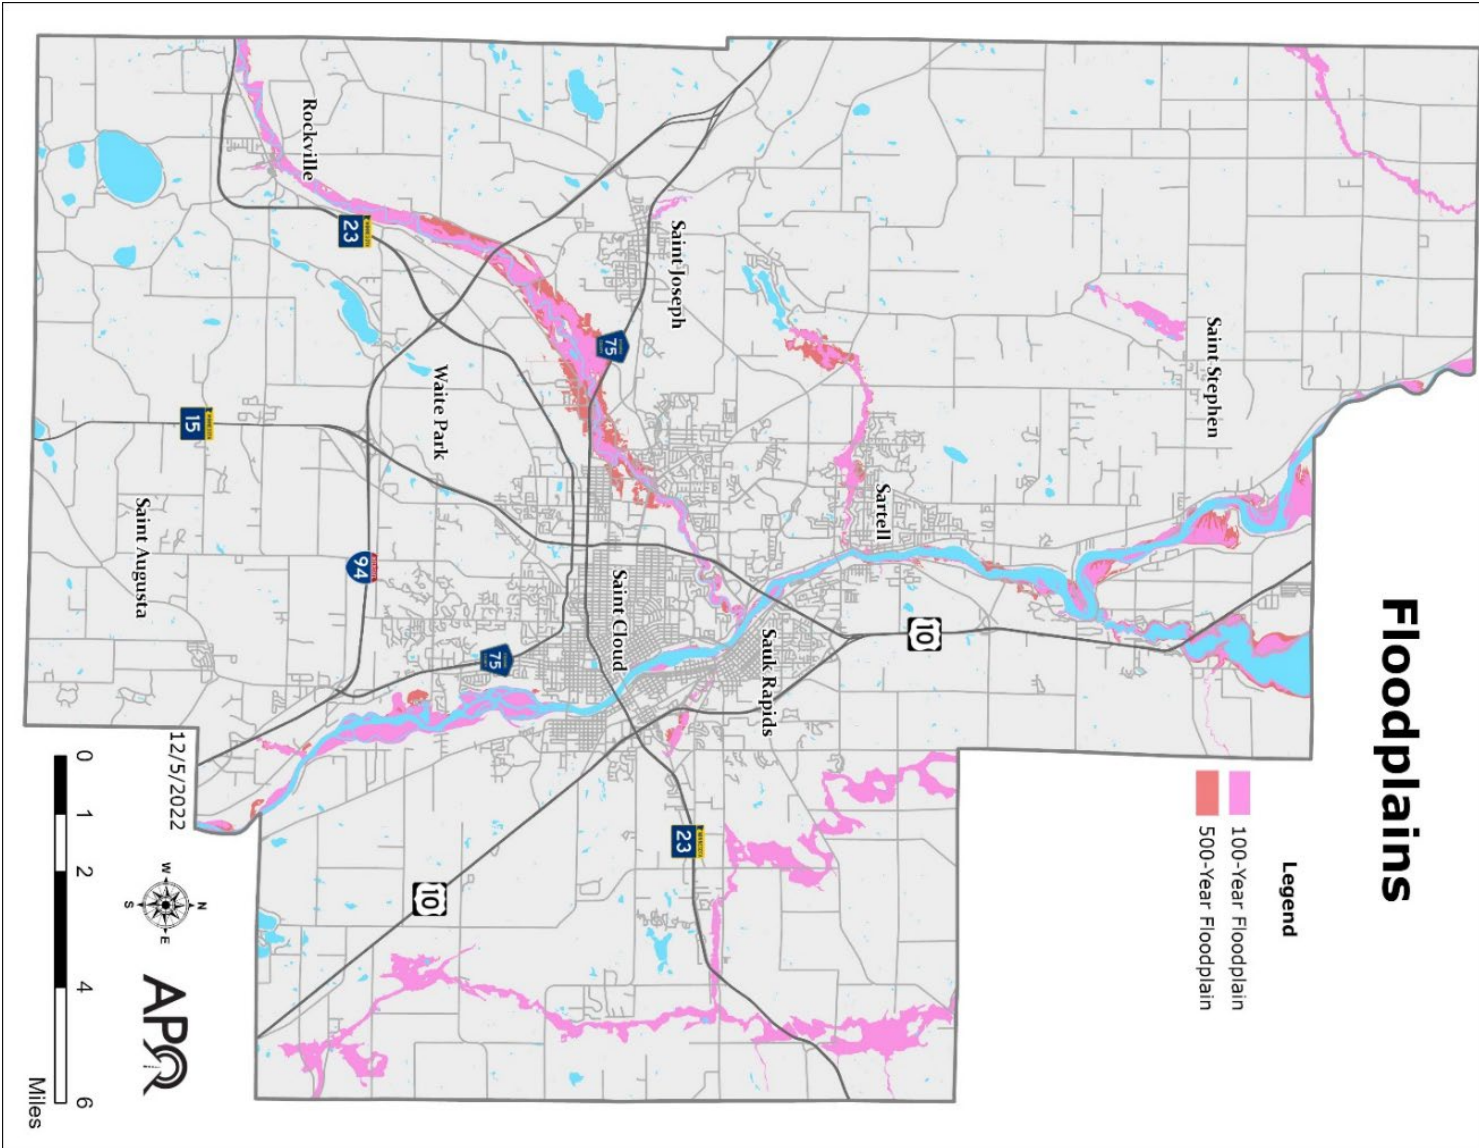 Floodplains
Legend
100-Year Floodplain
500-Year Floodplain
Saint Stephen
Sartell
Sauk Rapids
Saint Joseph
Saint Cloud
Rockville
Waite Park
Saint Augusta
10
10
23
23
75
75
15
94
12/5/2022
N
W
E
S
APO
0 1 2 4 6
Miles